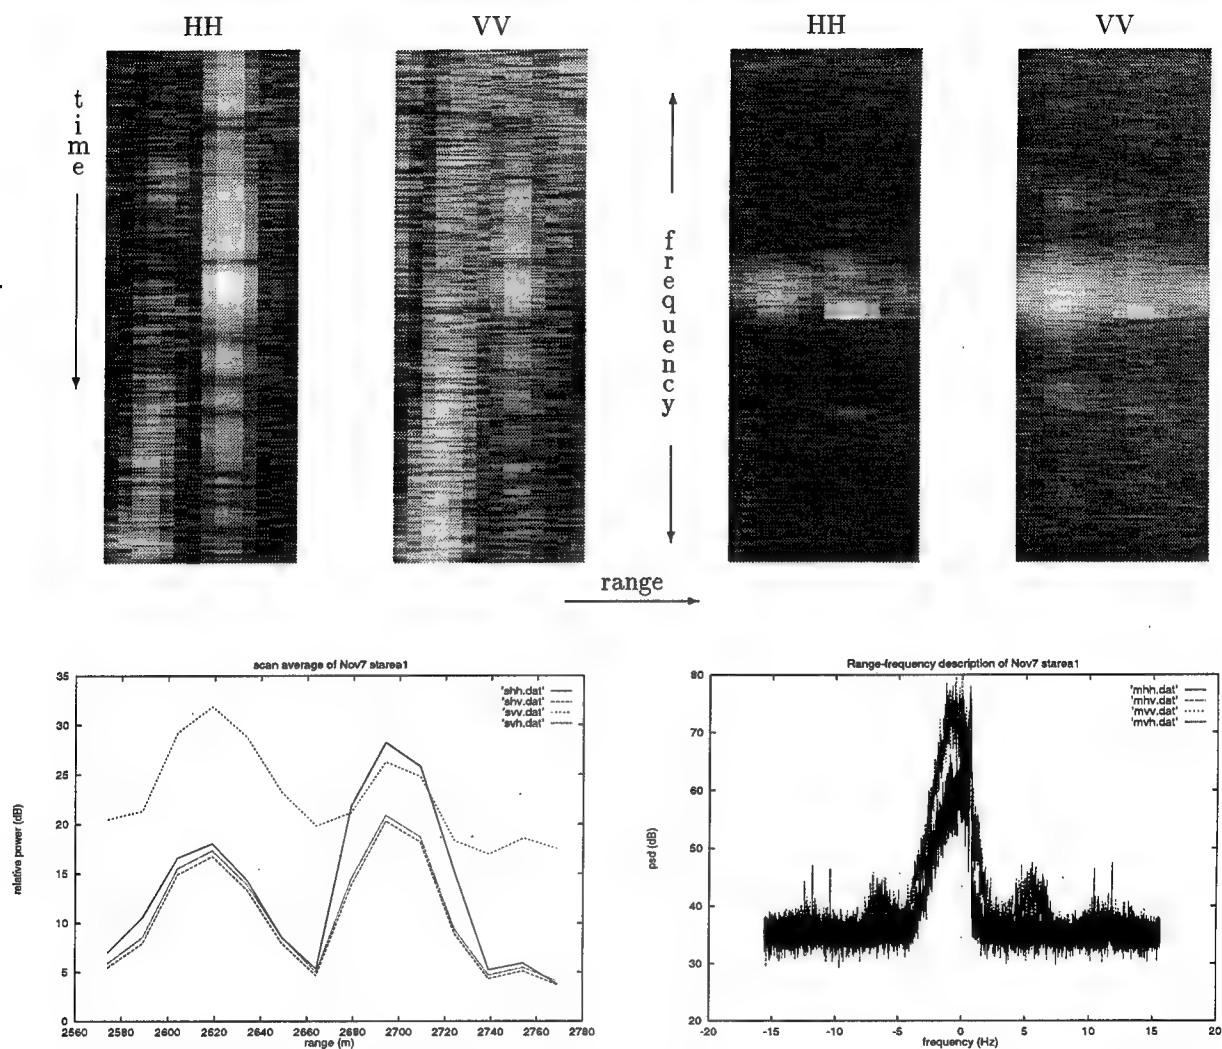 HH
VV
HH
VV
time
frequency
range
scan average of Nov7 starea1
35
30
25
20
15
10
5
0
relative power (dB)
'shh.dat'
'shv.dat'
'svv.dat'
'svh.dat'
2560 2580 2600 2620 2640 2660 2680 2700 2720 2740 2760 2780
range (m)
Range-frequency description of Nov7 starea1
80
70
60
50
40
30
20
psd (dB)
'mhh.dat'
'mhv.dat'
'mvv.dat'
'mvh.dat'
-20 -15 -10 -5 0 5 10 15 20
frequency (Hz)